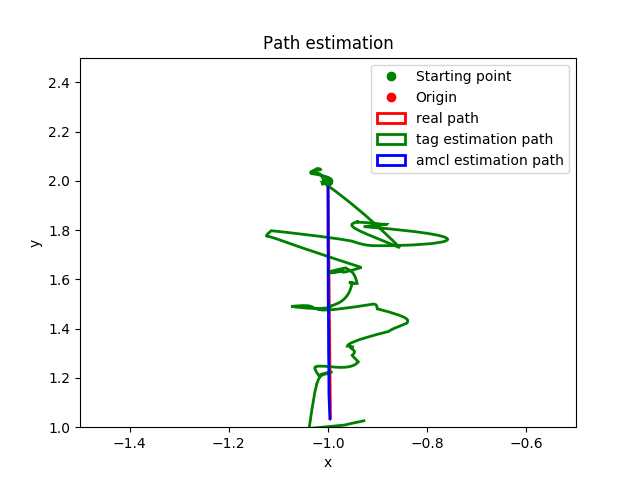 Path estimation
Starting point
Origin
real path
tag estimation path
amcl estimation path
y
2.4
2.2
2.0
1.8
1.6
1.4
1.2
1.0
−1.4
−1.2
−1.0
−0.8
−0.6
x